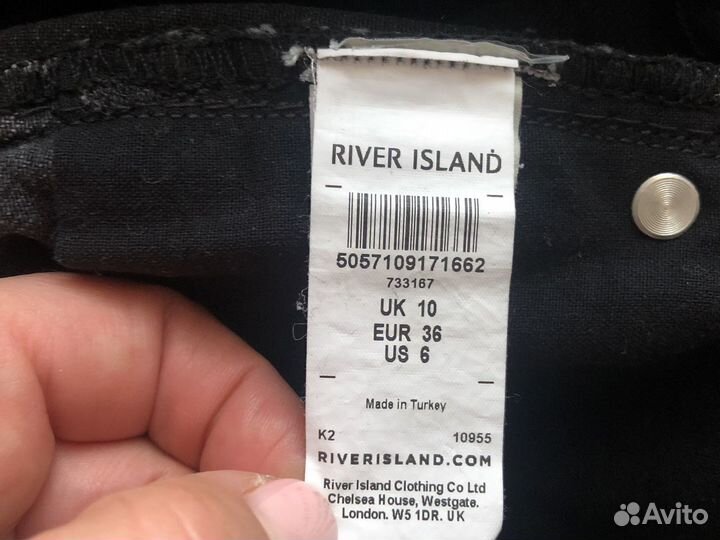 RIVER ISLAND
5057109171662
733167
UK 10
EUR 36
US 6
Made in Turkey
K2 10955
RIVERISLAND.COM
River Island Clothing Co Ltd
Chelsea House, Westgate.
London. W5 1DR. UK
Avito